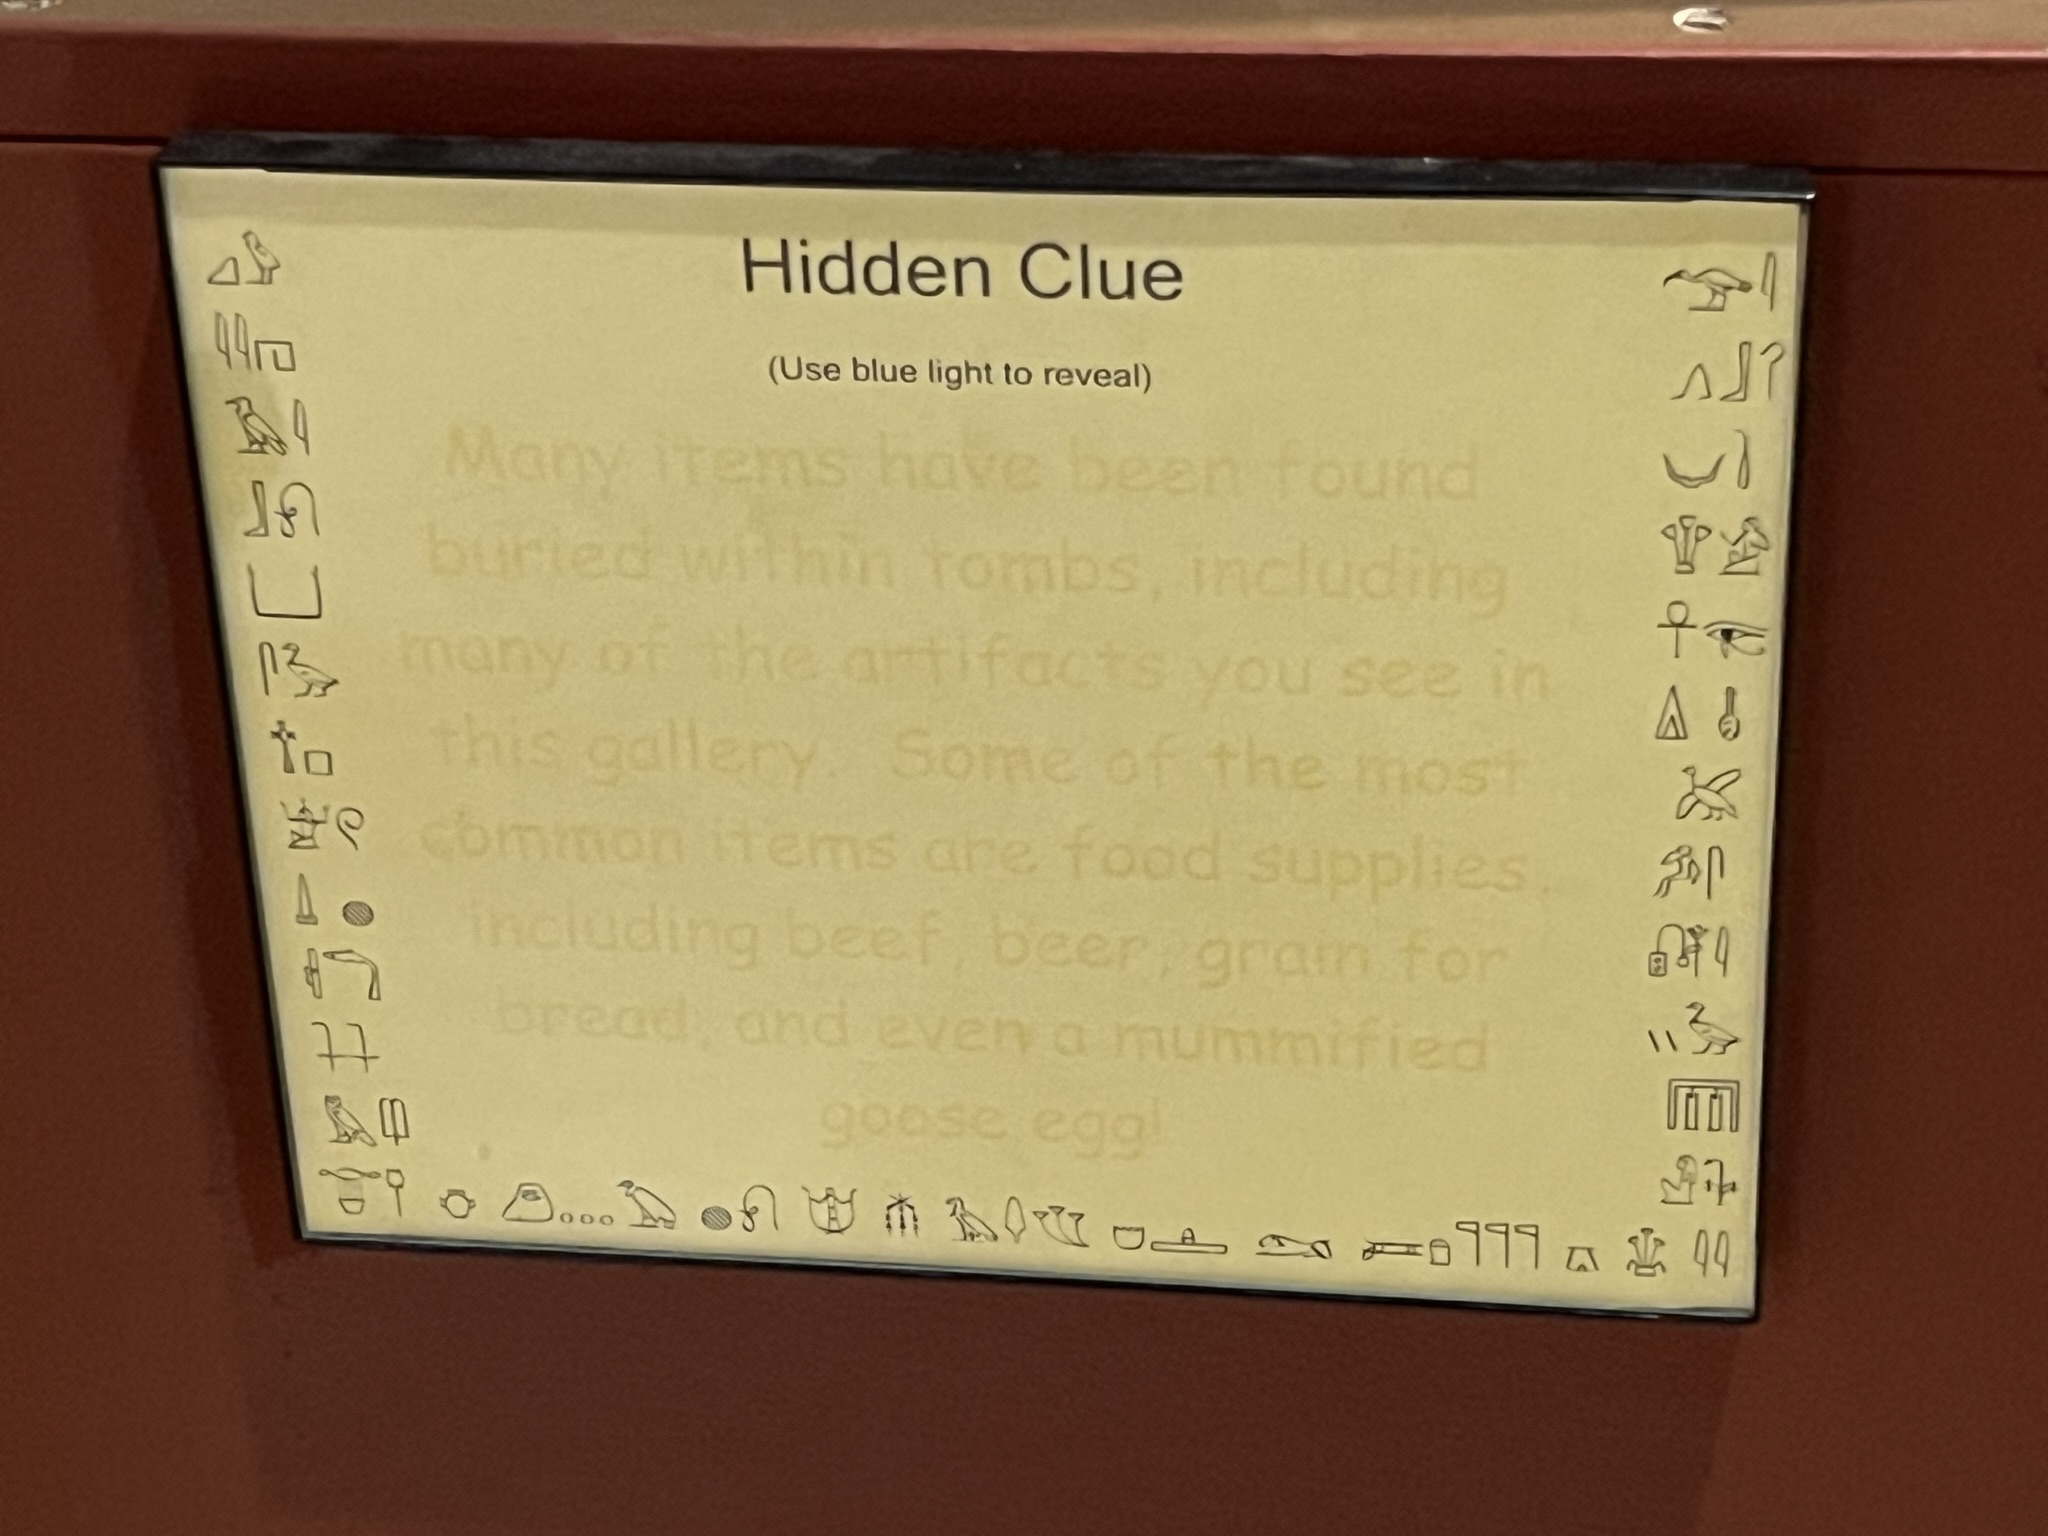 Hidden Clue
(Use blue light to reveal)
Many items have been found
buried within tombs, including
many of the artifacts you see in
this gallery. Some of the most
common items are food supplies,
including beef, beer, grain for
bread, and even a mummified
goose egg!